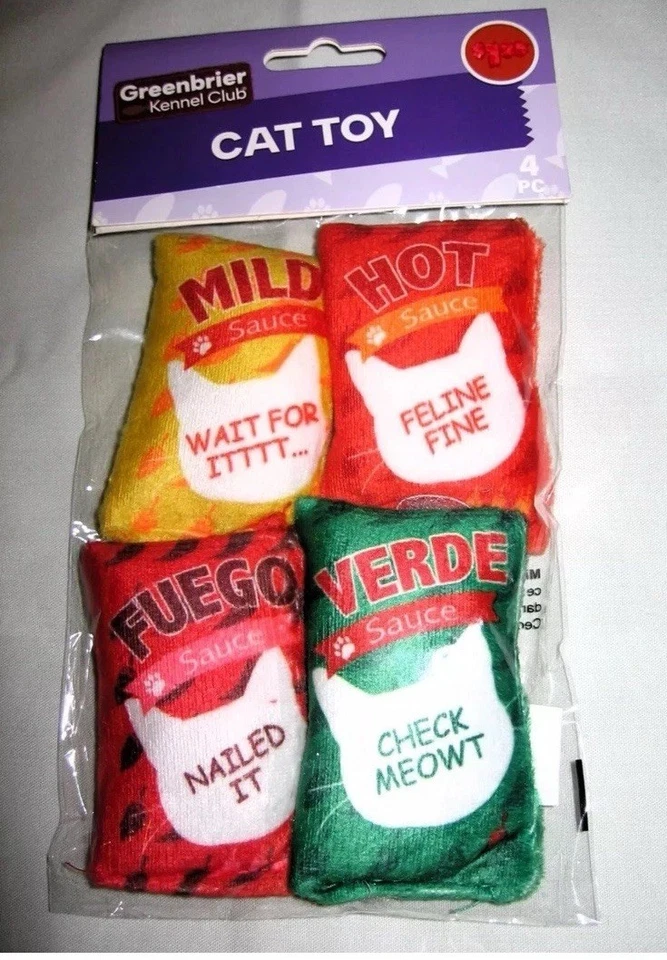 Greenbrier
Kennel Club
CAT TOY
4
PC
MILD
Sauce
WAIT FOR
ITTTT...
HOT
Sauce
FELINE
FINE
FUEGO
Sauce
NAILED
IT
VERDE
Sauce
CHECK
MEOWT